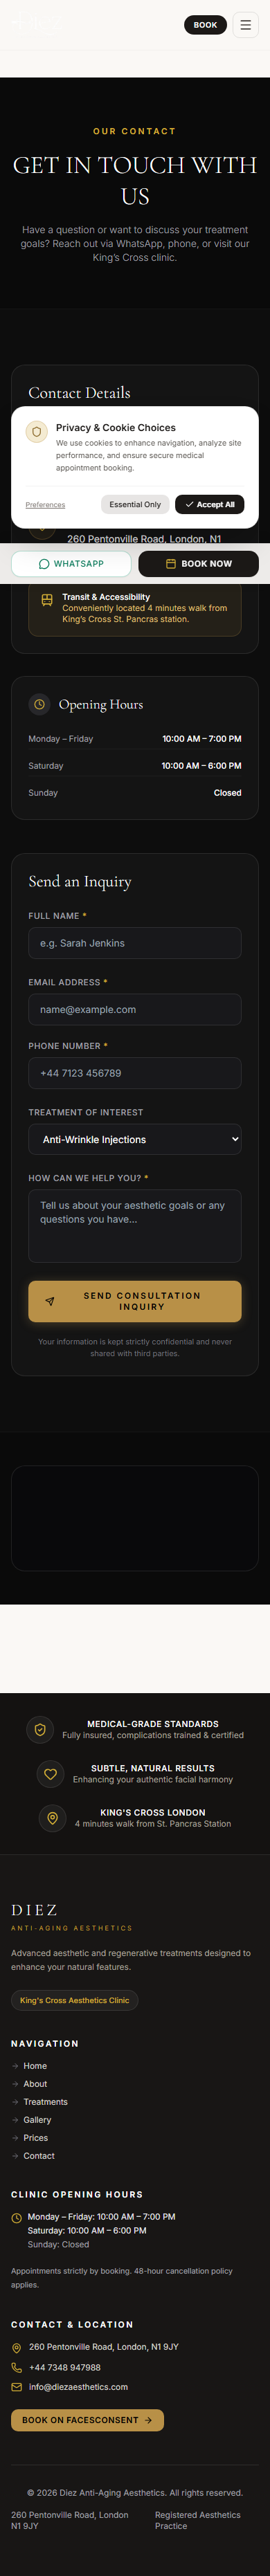 BOOK
OUR CONTACT
GET IN TOUCH WITH
US
Have a question or want to discuss your treatment
goals? Reach out via WhatsApp, phone, or visit our
King's Cross clinic.
Contact Details
Privacy & Cookie Choices
We use cookies to enhance navigation, analyze site
performance, and ensure secure medical
appointment booking.
Preferences
Essential Only
Accept All
260 Pentonville Road, London, N1
WHATSAPP
BOOK NOW
Transit & Accessibility
Conveniently located 4 minutes walk from
King's Cross St. Pancras station.
Opening Hours
Monday – Friday 10:00 AM – 7:00 PM
Saturday 10:00 AM – 6:00 PM
Sunday Closed
Send an Inquiry
FULL NAME *
e.g. Sarah Jenkins
EMAIL ADDRESS *
name@example.com
PHONE NUMBER *
+44 7123 456789
TREATMENT OF INTEREST
Anti-Wrinkle Injections
HOW CAN WE HELP YOU? *
Tell us about your aesthetic goals or any
questions you have...
SEND CONSULTATION
INQUIRY
Your information is kept strictly confidential and never
shared with third parties.
MEDICAL-GRADE STANDARDS
Fully insured, complications trained & certified
SUBTLE, NATURAL RESULTS
Enhancing your authentic facial harmony
KING'S CROSS LONDON
4 minutes walk from St. Pancras Station
DIEZ
ANTI-AGING AESTHETICS
Advanced aesthetic and regenerative treatments designed to
enhance your natural features.
King's Cross Aesthetics Clinic
NAVIGATION
Home
About
Treatments
Gallery
Prices
Contact
CLINIC OPENING HOURS
Monday – Friday: 10:00 AM – 7:00 PM
Saturday: 10:00 AM – 6:00 PM
Sunday: Closed
Appointments strictly by booking. 48-hour cancellation policy
applies.
CONTACT & LOCATION
260 Pentonville Road, London, N1 9JY
+44 7348 947988
info@diezaesthetics.com
BOOK ON FACESCONSENT
© 2026 Diez Anti-Aging Aesthetics. All rights reserved.
260 Pentonville Road, London
N1 9JY
Registered Aesthetics
Practice